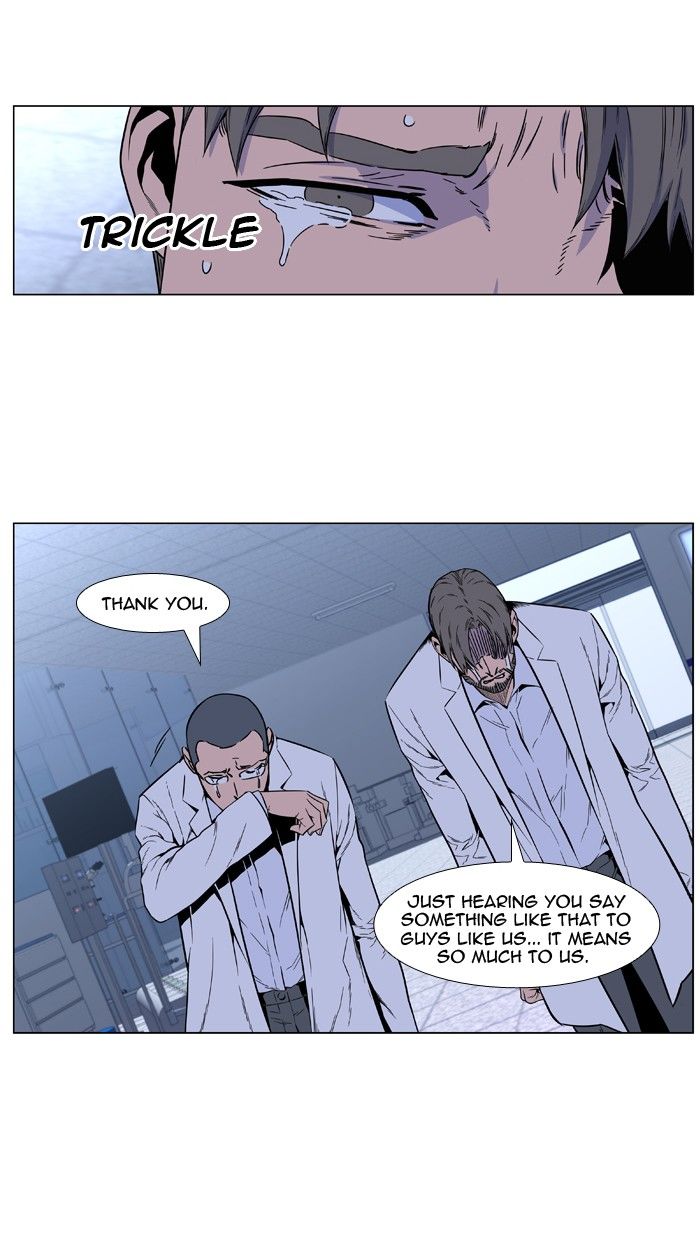 TRICKLE
THANK YOU.
JUST HEARING YOU SAY
SOMETHING LIKE THAT TO
GUYS LIKE US... IT MEANS
SO MUCH TO US.